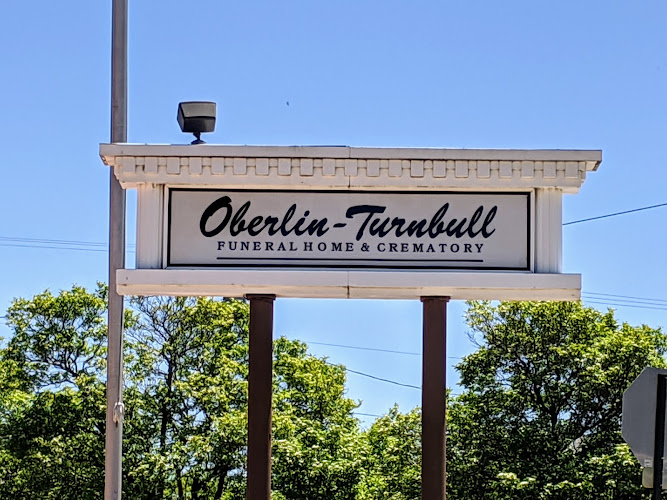 Oberlin-Turnbull
FUNERAL HOME & CREMATORY